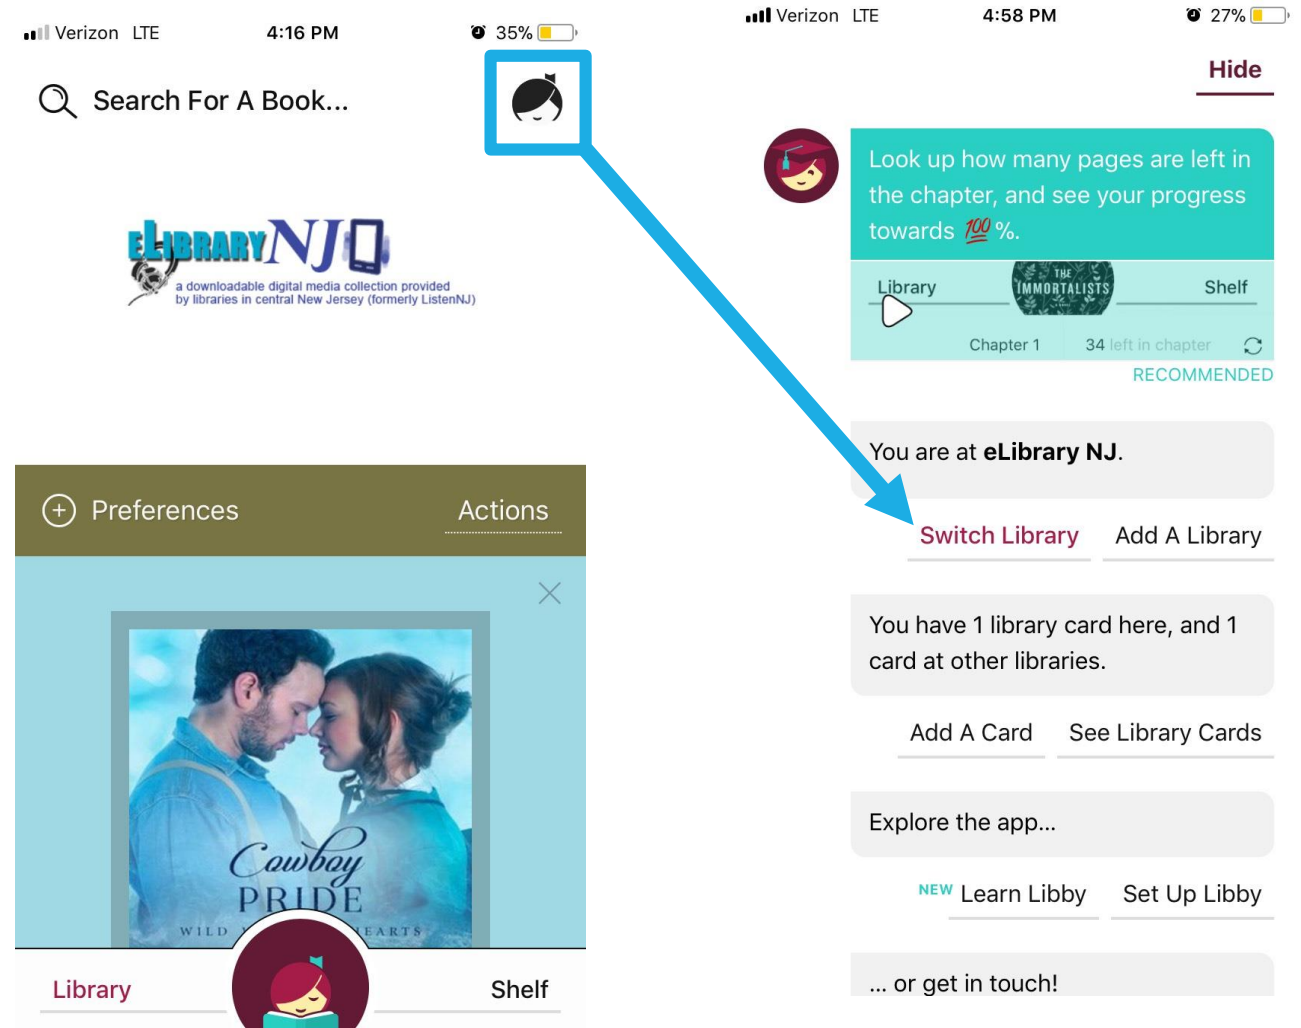 Verizon LTE 4:16 PM 35%
Search For A Book...
eLIBRARYNJ
a downloadable digital media collection provided
by libraries in central New Jersey (formerly ListenNJ)
Preferences Actions
Cowboy
PRIDE
WILD
EARTS
Library Shelf
Verizon LTE 4:58 PM 27%
Hide
Look up how many pages are left in
the chapter, and see your progress
towards 💯 %.
Library THE IMMORTALISTS Shelf
Chapter 1 34 left in chapter
RECOMMENDED
You are at eLibrary NJ.
Switch Library Add A Library
You have 1 library card here, and 1
card at other libraries.
Add A Card See Library Cards
Explore the app...
NEW Learn Libby Set Up Libby
... or get in touch!